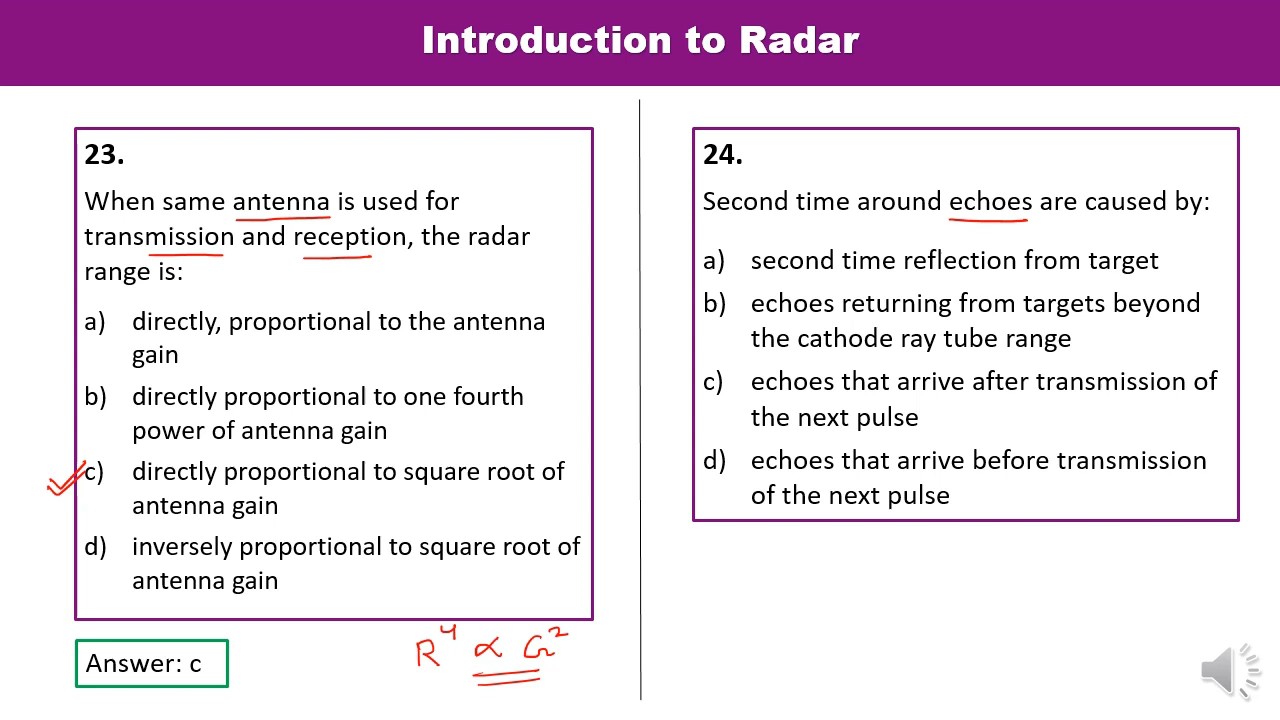 Introduction to Radar
23.
When same antenna is used for
transmission and reception, the radar
range is:
a) directly, proportional to the antenna
gain
b) directly proportional to one fourth
power of antenna gain
c) directly proportional to square root of
antenna gain
d) inversely proportional to square root of
antenna gain
Answer: c
R⁴ ∝ G²
24.
Second time around echoes are caused by:
a) second time reflection from target
b) echoes returning from targets beyond
the cathode ray tube range
c) echoes that arrive after transmission of
the next pulse
d) echoes that arrive before transmission
of the next pulse